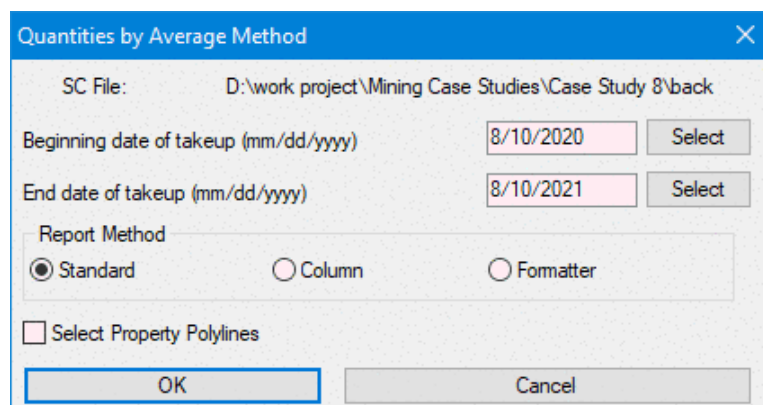 Quantities by Average Method
SC File: D:\work project\Mining Case Studies\Case Study 8\back
Beginning date of takeup (mm/dd/yyyy) 8/10/2020 Select
End date of takeup (mm/dd/yyyy) 8/10/2021 Select
Report Method
Standard Column Formatter
Select Property Polylines
OK Cancel